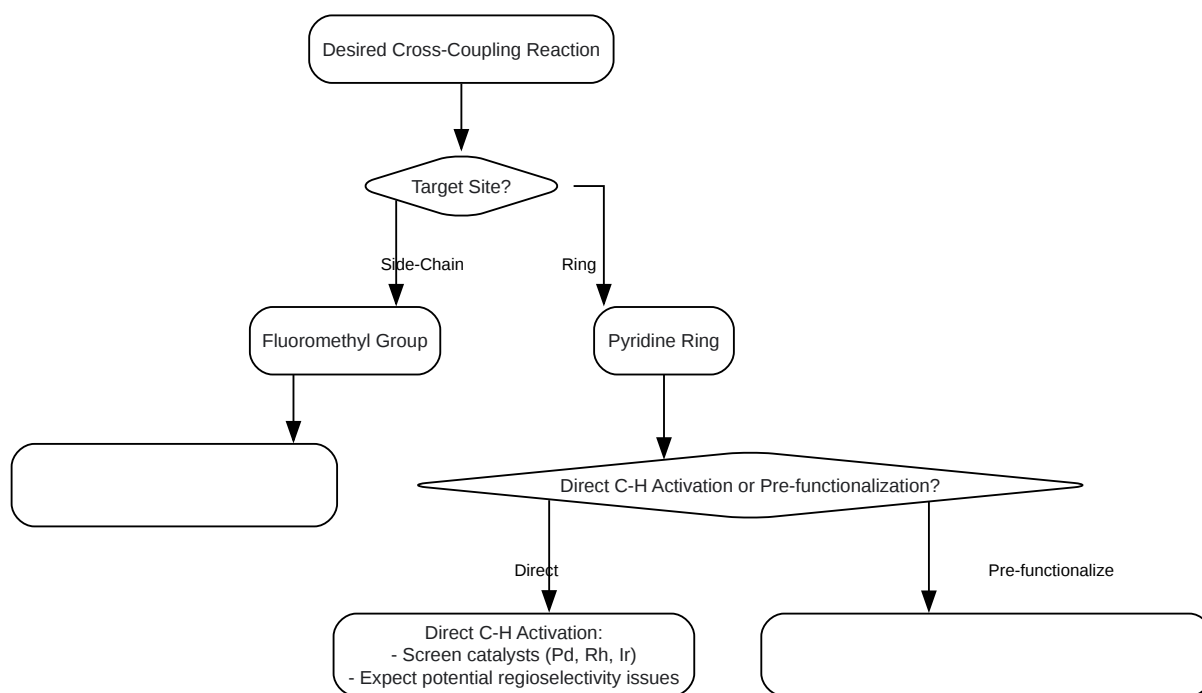 Desired Cross-Coupling Reaction
Target Site?
Side-Chain
Ring
Fluoromethyl Group
Pyridine Ring
Direct C-H Activation or Pre-functionalization?
Direct
Pre-functionalize
Direct C-H Activation:
- Screen catalysts (Pd, Rh, Ir)
- Expect potential regioselectivity issues